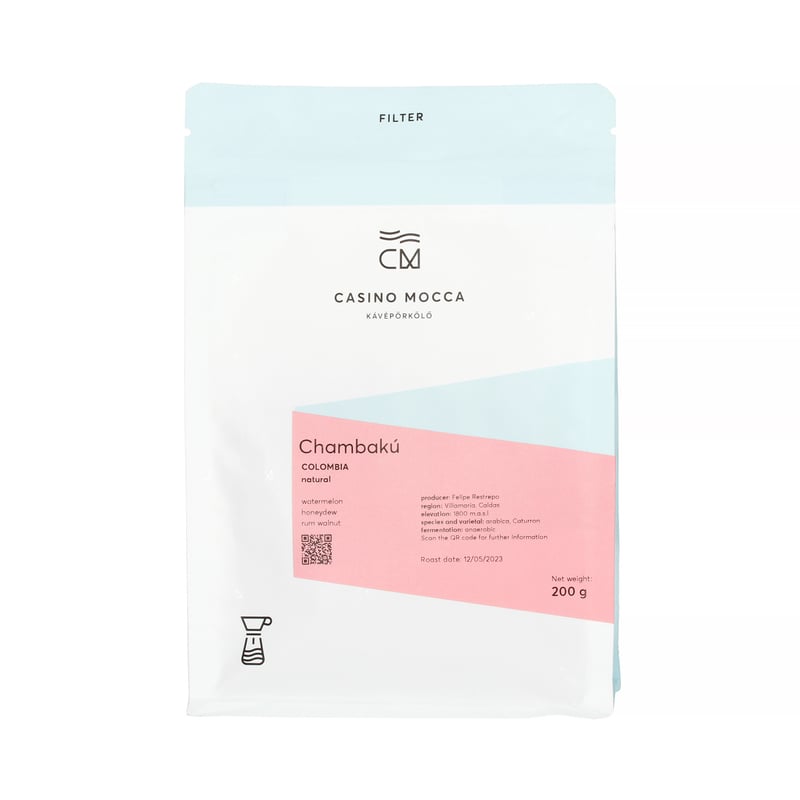 FILTER
CM
CASINO MOCCA
KÁVÉPÖRKÖLŐ
Chambakú
COLOMBIA
natural
watermelon
honeydew
rum walnut
producer: Felipe Restrepo
region: Villamaria, Caldas
elevation: 1800 m.a.s.l
species and varietal: arabica, Caturron
fermentation: anaerobic
Scan the QR code for further information
Roast date: 12/05/2023
Net weight:
200 g